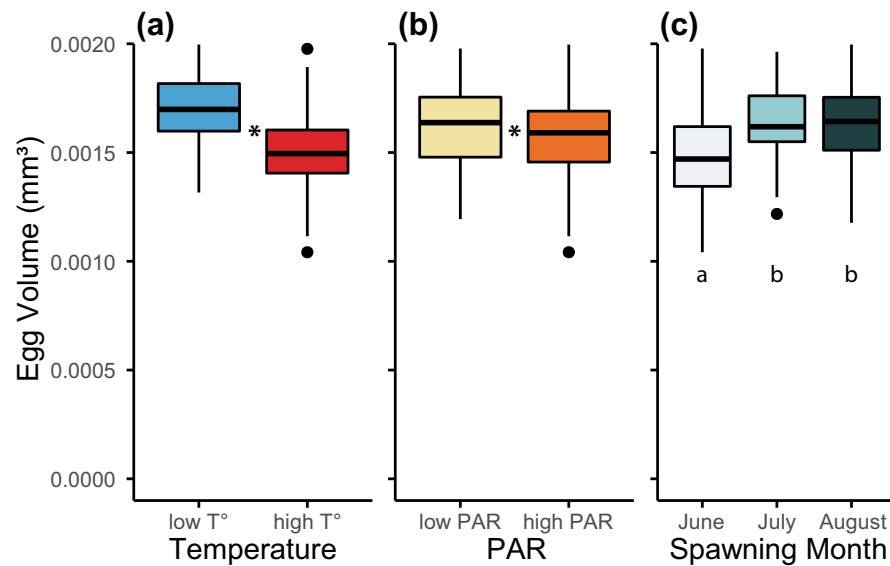 (a) (b) (c)
Egg Volume (mm³)
0.0020
0.0015
0.0010
0.0005
0.0000
* *
a b b
low T° high T° low PAR high PAR June July August
Temperature PAR Spawning Month